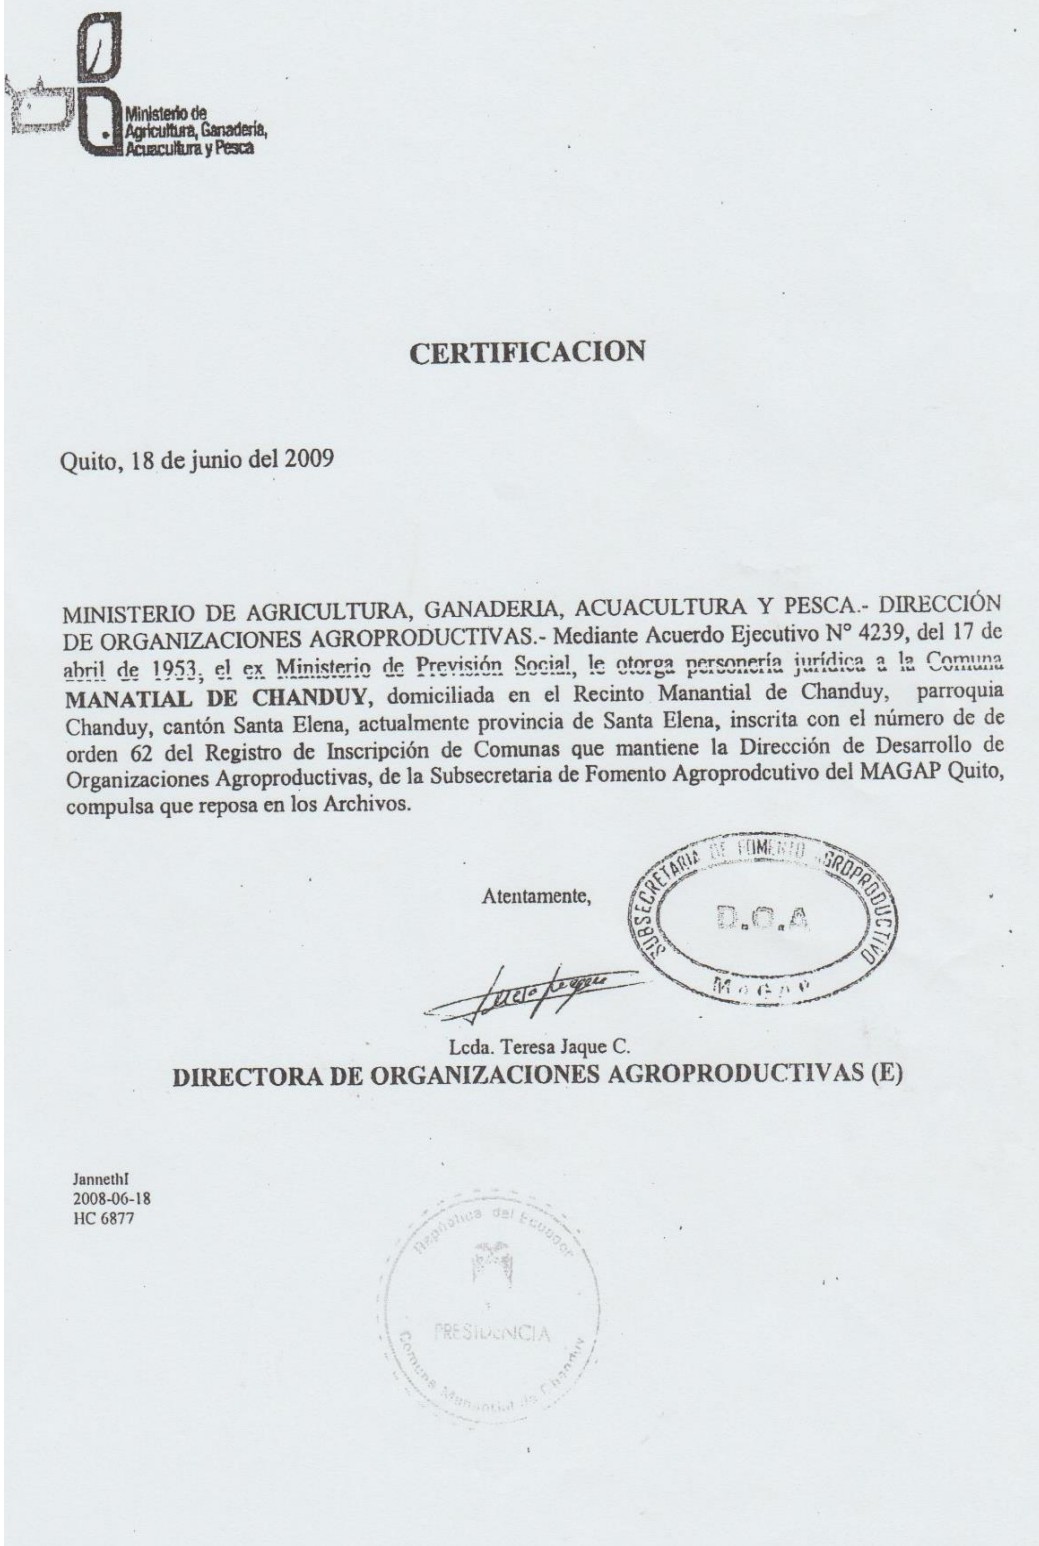 Ministerio de
Agricultura, Ganadería,
Acuacultura y Pesca
CERTIFICACION
Quito, 18 de junio del 2009
MINISTERIO DE AGRICULTURA, GANADERIA, ACUACULTURA Y PESCA.- DIRECCIÓN
DE ORGANIZACIONES AGROPRODUCTIVAS.- Mediante Acuerdo Ejecutivo N° 4239, del 17 de
abril de 1953, el ex Ministerio de Previsión Social, le otorga personería jurídica a la Comuna
MANATIAL DE CHANDUY, domiciliada en el Recinto Manantial de Chanduy, parroquia
Chanduy, cantón Santa Elena, actualmente provincia de Santa Elena, inscrita con el número de de
orden 62 del Registro de Inscripción de Comunas que mantiene la Dirección de Desarrollo de
Organizaciones Agroproductivas, de la Subsecretaria de Fomento Agroprodcutivo del MAGAP Quito,
compulsa que reposa en los Archivos.
Atentamente,
SUBSECRETARIA DE FOMENTO AGROPRODUCTIVO
D.O.A
MAGAP
Lcda. Teresa Jaque C.
DIRECTORA DE ORGANIZACIONES AGROPRODUCTIVAS (E)
JannethI
2008-06-18
HC 6877
República del Ecuador
PRESIDENCIA
Comuna Manantial de Chanduy